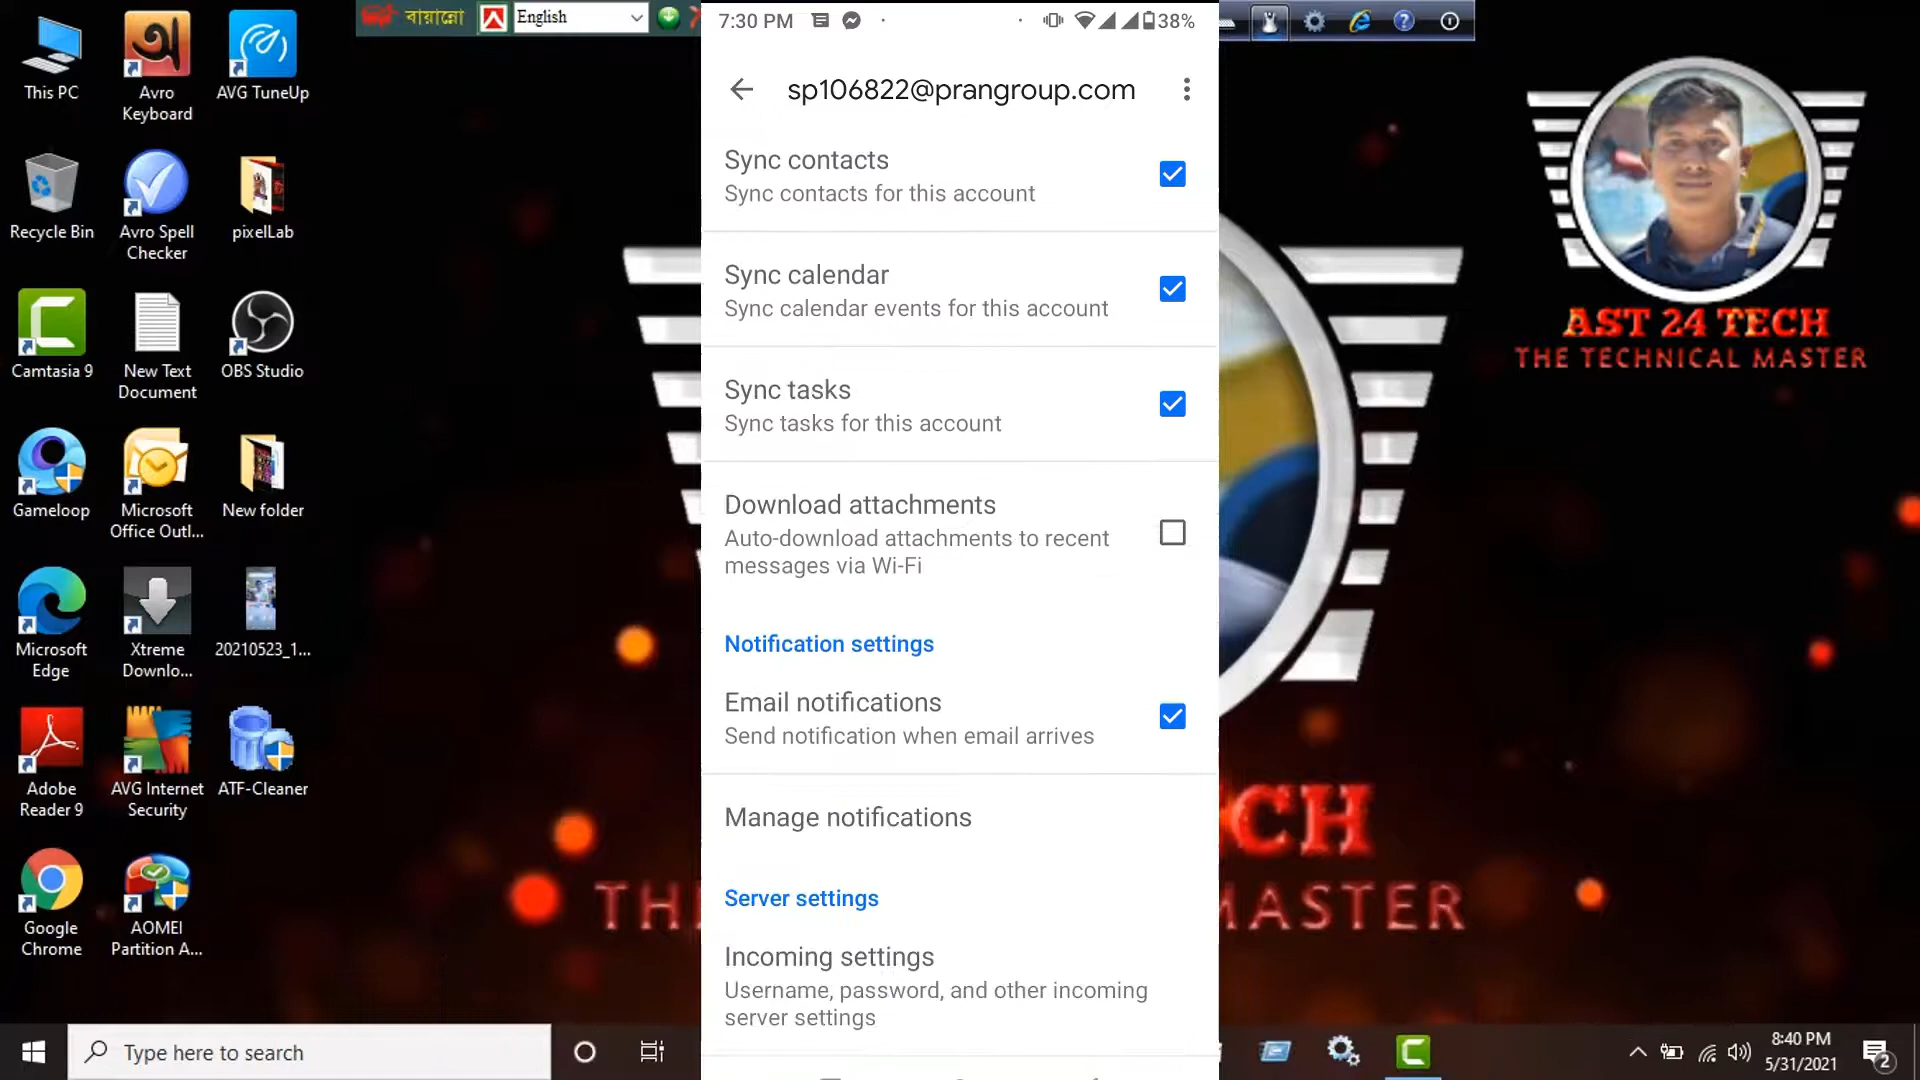 This PC
Avro
Keyboard
AVG TuneUp
Recycle Bin
Avro Spell
Checker
pixelLab
Camtasia 9
New Text
Document
OBS Studio
Gameloop
Microsoft
Office Outl...
New folder
Microsoft
Edge
Xtreme
Downlo...
20210523_1...
Adobe
Reader 9
AVG Internet
Security
ATF-Cleaner
Google
Chrome
AOMEI
Partition A...
বায়ান্নো
English
7:30 PM
38%
sp106822@prangroup.com
Sync contacts
Sync contacts for this account
Sync calendar
Sync calendar events for this account
Sync tasks
Sync tasks for this account
Download attachments
Auto-download attachments to recent
messages via Wi-Fi
Notification settings
Email notifications
Send notification when email arrives
Manage notifications
Server settings
Incoming settings
Username, password, and other incoming
server settings
AST 24 TECH
THE TECHNICAL MASTER
CH
TH
MASTER
Type here to search
8:40 PM
5/31/2021
2